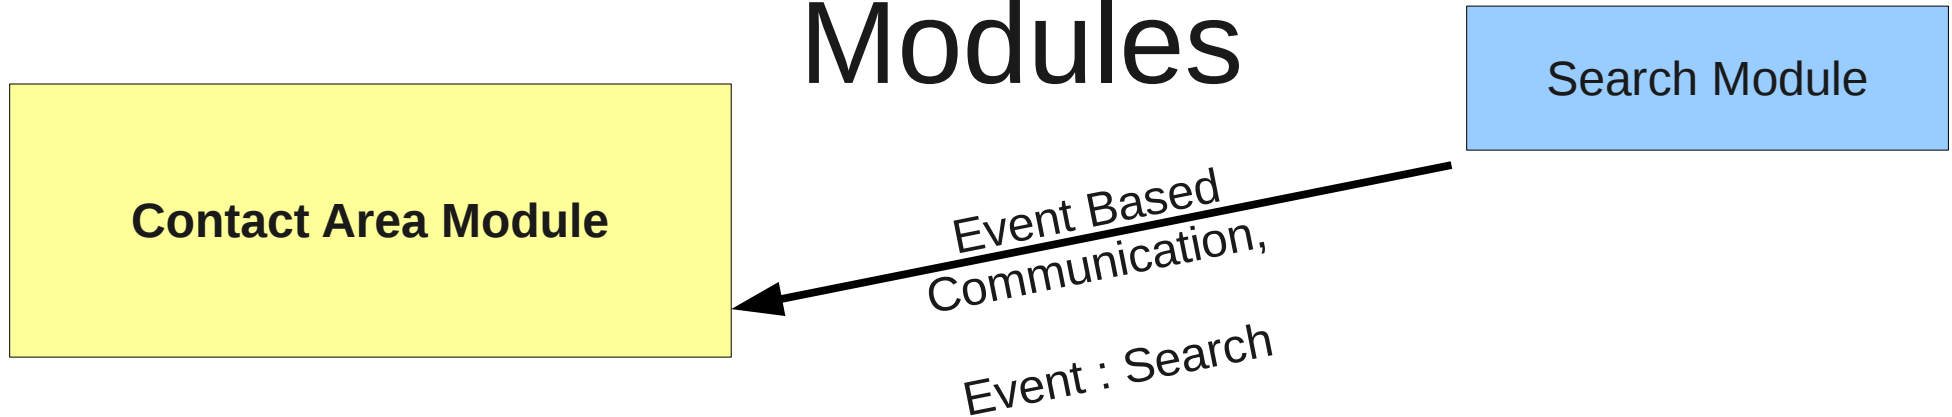 Modules
Search Module
Contact Area Module
Event Based
Communication,
Event : Search